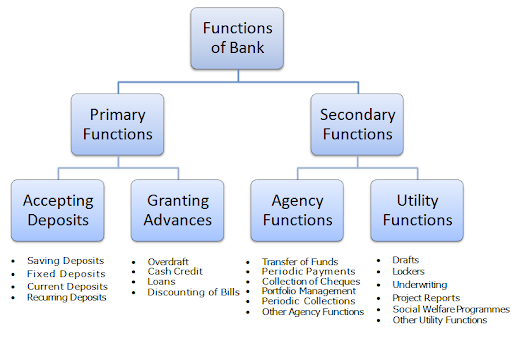 Functions
of Bank
Primary
Functions
Secondary
Functions
Accepting
Deposits
Granting
Advances
Agency
Functions
Utility
Functions
• Saving Deposits
• Fixed Deposits
• Current Deposits
• Recurring Deposits
• Overdraft
• Cash Credit
• Loans
• Discounting of Bills
• Transfer of Funds
• Periodic Payments
• Collection of Cheques
• Portfolio Management
• Periodic Collections
• Other Agency Functions
• Drafts
• Lockers
• Underwriting
• Project Reports
• Social Welfare Programmes
• Other Utility Functions